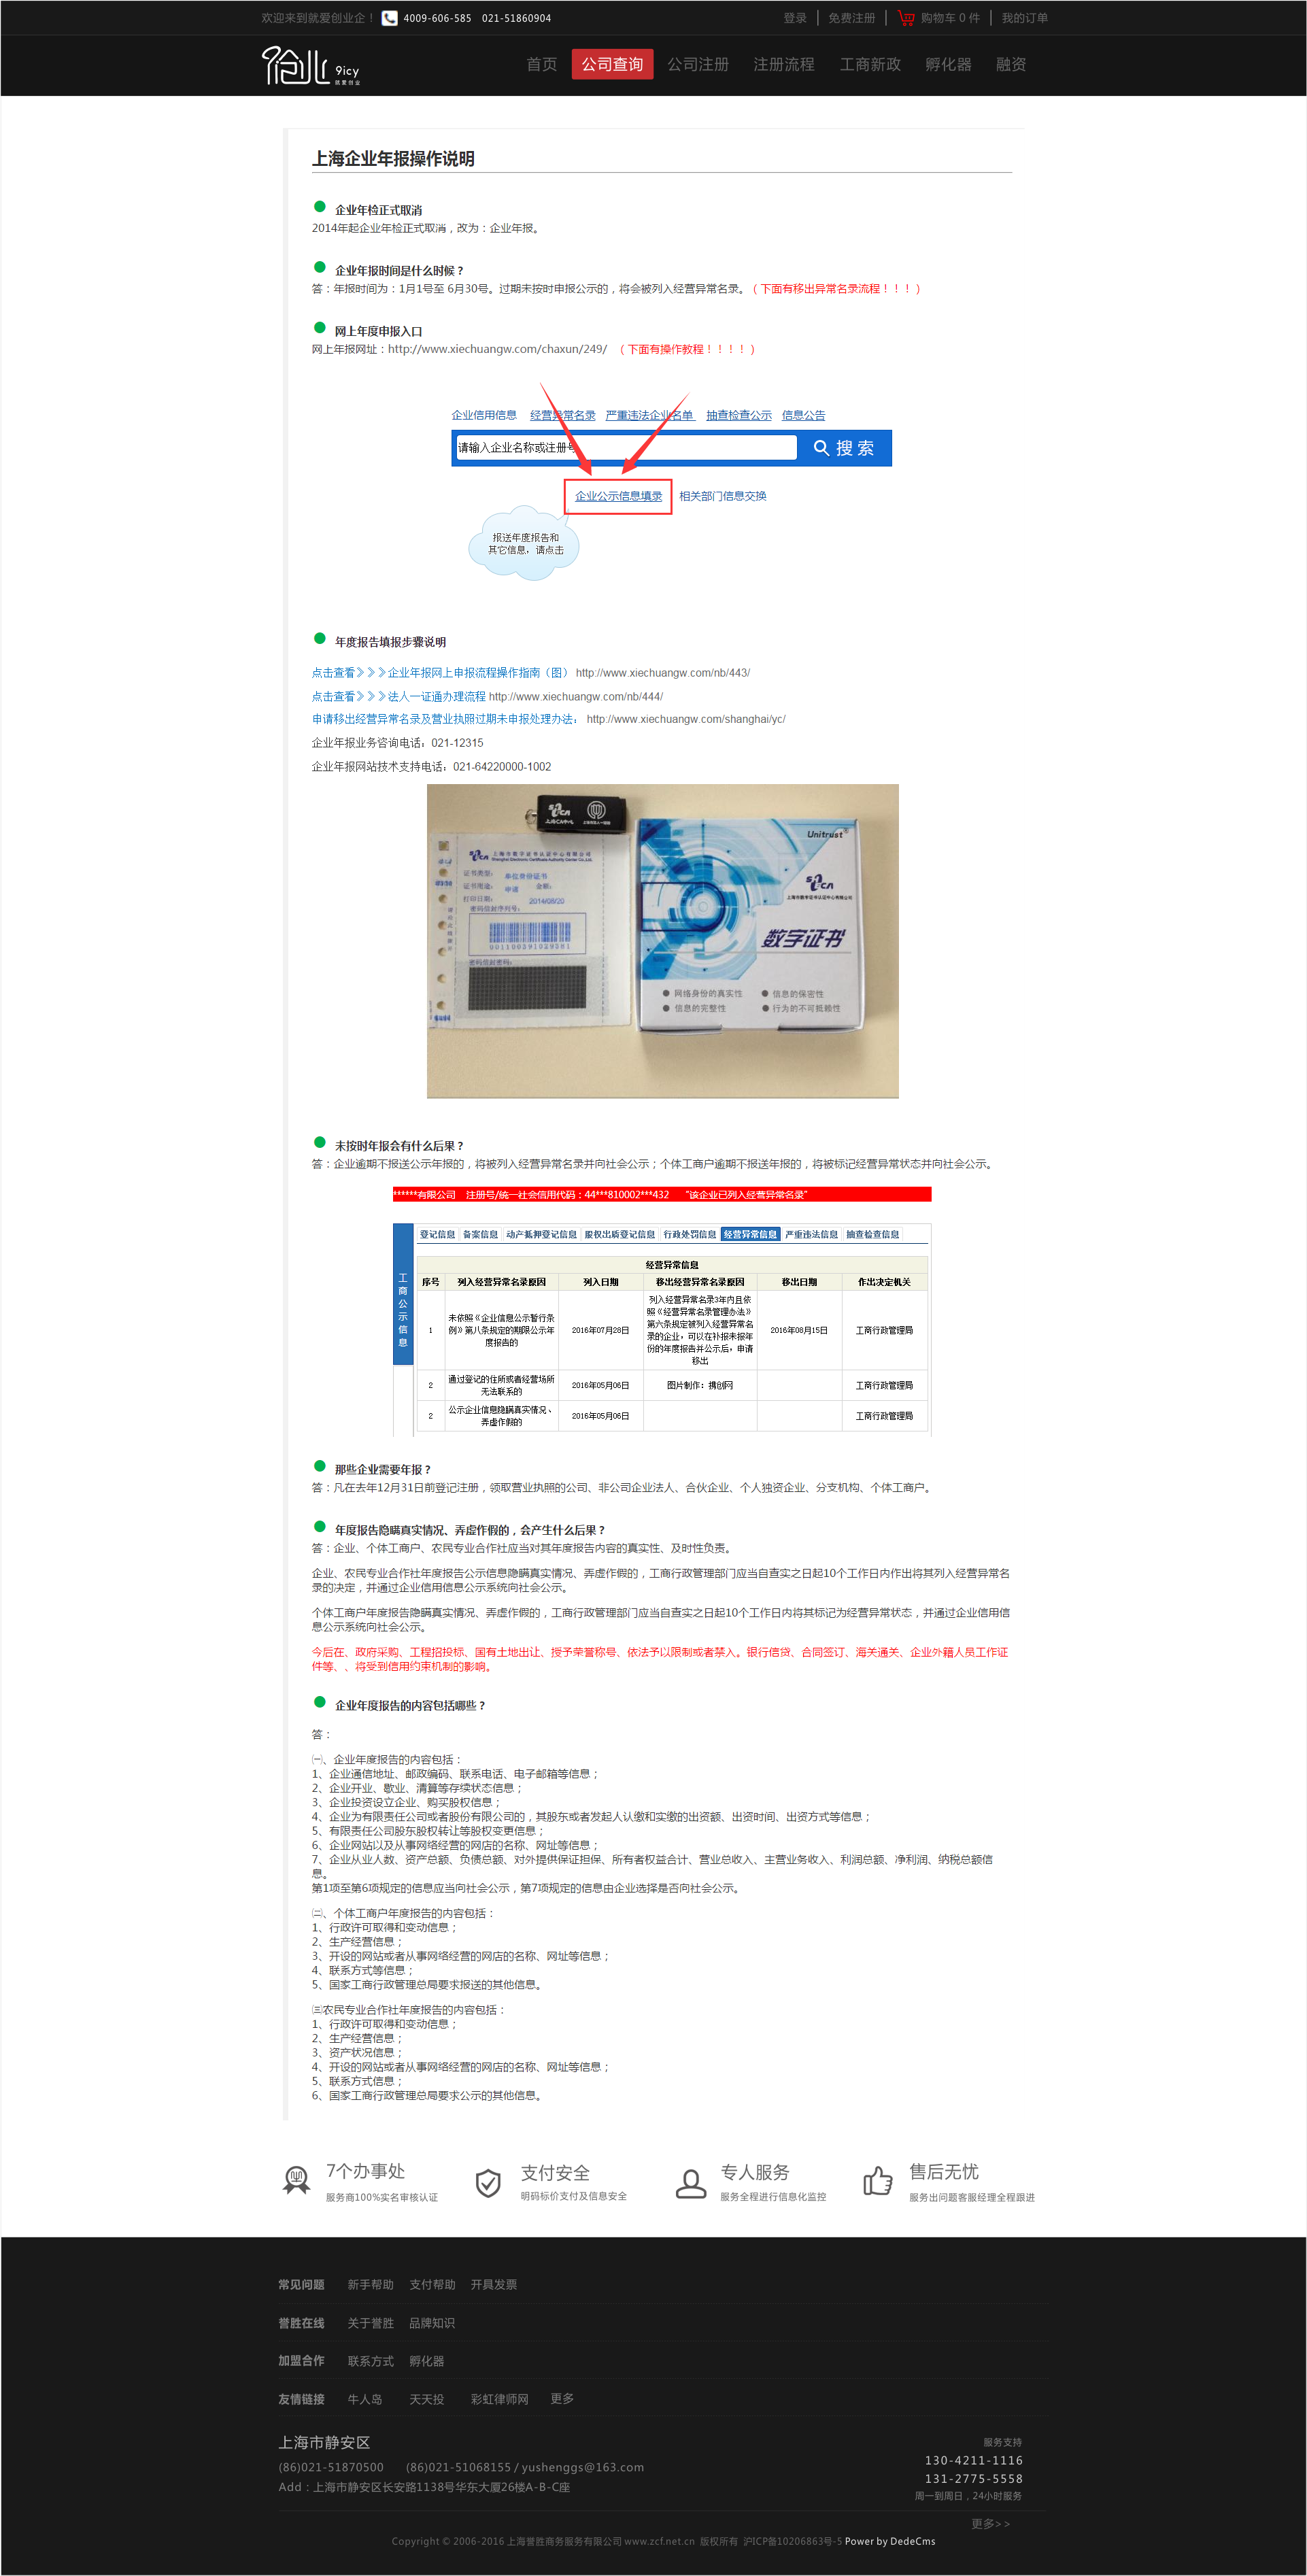 欢迎来到就爱创业企！ 4009-606-585 021-51860904 登录 免费注册 购物车 0 件 我的订单
9icy
就爱创业
首页 公司查询 公司注册 注册流程 工商新政 孵化器 融资
上海企业年报操作说明
企业年检正式取消
2014年起企业年检正式取消，改为：企业年报。
企业年报时间是什么时候？
答：年报时间为：1月1号至 6月30号。过期未按时申报公示的，将会被列入经营异常名录。（下面有移出异常名录流程！！！）
网上年度申报入口
网上年报网址：http://www.xiechuangw.com/chaxun/249/ （下面有操作教程！！！！）
企业信用信息 经营异常名录 严重违法企业名单 抽查检查公示 信息公告
请输入企业名称或注册号 搜 索
企业公示信息填录 相关部门信息交换
报送年度报告和
其它信息，请点击
年度报告填报步骤说明
点击查看》》》企业年报网上申报流程操作指南（图） http://www.xiechuangw.com/nb/443/
点击查看》》》法人一证通办理流程 http://www.xiechuangw.com/nb/444/
申请移出经营异常名录及营业执照过期未申报处理办法： http://www.xiechuangw.com/shanghai/yc/
企业年报业务咨询电话：021-12315
企业年报网站技术支持电话：021-64220000-1002
Unitrust
上海市数字证书认证中心有限公司
Shanghai Electronic Certificate Authority Center Co.,Ltd
证书类型： 单位身份证书
证书用途： 申请 金额：
打印日期： 2014/08/20
密码信封序列号：
密码信封密码：
上海市数字证书认证中心有限公司
数字证书
网络身份的真实性 信息的保密性
信息的完整性 行为的不可抵赖性
未按时年报会有什么后果？
答：企业逾期不报送公示年报的，将被列入经营异常名录并向社会公示；个体工商户逾期不报送年报的，将被标记经营异常状态并向社会公示。
******有限公司 注册号/统一社会信用代码：44***810002***432 “该企业已列入经营异常名录”
工商公示信息
登记信息 备案信息 动产抵押登记信息 股权出质登记信息 行政处罚信息 经营异常信息 严重违法信息 抽查检查信息
经营异常信息
序号 列入经营异常名录原因 列入日期 移出经营异常名录原因 移出日期 作出决定机关
1 未依照《企业信息公示暂行条例》第八条规定的期限公示年度报告的 2016年07月28日 列入经营异常名录3年内且依照《经营异常名录管理办法》第六条规定被列入经营异常名录的企业，可以在补报未报年份的年度报告并公示后，申请移出 2016年08月15日 工商行政管理局
2 通过登记的住所或者经营场所无法联系的 2016年05月06日 图片制作：携创网 工商行政管理局
2 公示企业信息隐瞒真实情况、弄虚作假的 2016年05月06日 工商行政管理局
那些企业需要年报？
答：凡在去年12月31日前登记注册，领取营业执照的公司、非公司企业法人、合伙企业、个人独资企业、分支机构、个体工商户。
年度报告隐瞒真实情况、弄虚作假的，会产生什么后果？
答：企业、个体工商户、农民专业合作社应当对其年度报告内容的真实性、及时性负责。
企业、农民专业合作社年度报告公示信息隐瞒真实情况、弄虚作假的，工商行政管理部门应当自查实之日起10个工作日内作出将其列入经营异常名
录的决定，并通过企业信用信息公示系统向社会公示。
个体工商户年度报告隐瞒真实情况、弄虚作假的，工商行政管理部门应当自查实之日起10个工作日内将其标记为经营异常状态，并通过企业信用信
息公示系统向社会公示。
今后在、政府采购、工程招投标、国有土地出让、授予荣誉称号、依法予以限制或者禁入。银行信贷、合同签订、海关通关、企业外籍人员工作证
件等、、将受到信用约束机制的影响。
企业年度报告的内容包括哪些？
答：
㈠、企业年度报告的内容包括：
1、企业通信地址、邮政编码、联系电话、电子邮箱等信息；
2、企业开业、歇业、清算等存续状态信息；
3、企业投资设立企业、购买股权信息；
4、企业为有限责任公司或者股份有限公司的，其股东或者发起人认缴和实缴的出资额、出资时间、出资方式等信息；
5、有限责任公司股东股权转让等股权变更信息；
6、企业网站以及从事网络经营的网店的名称、网址等信息；
7、企业从业人数、资产总额、负债总额、对外提供保证担保、所有者权益合计、营业总收入、主营业务收入、利润总额、净利润、纳税总额信
息。
第1项至第6项规定的信息应当向社会公示，第7项规定的信息由企业选择是否向社会公示。
㈡、个体工商户年度报告的内容包括：
1、行政许可取得和变动信息；
2、生产经营信息；
3、开设的网站或者从事网络经营的网店的名称、网址等信息；
4、联系方式等信息；
5、国家工商行政管理总局要求报送的其他信息。
㈢农民专业合作社年度报告的内容包括：
1、行政许可取得和变动信息；
2、生产经营信息；
3、资产状况信息；
4、开设的网站或者从事网络经营的网店的名称、网址等信息；
5、联系方式信息；
6、国家工商行政管理总局要求公示的其他信息。
7个办事处 支付安全 专人服务 售后无忧
服务商100%实名审核认证 明码标价支付及信息安全 服务全程进行信息化监控 服务出问题客服经理全程跟进
常见问题 新手帮助 支付帮助 开具发票
誉胜在线 关于誉胜 品牌知识
加盟合作 联系方式 孵化器
友情链接 牛人岛 天天投 彩虹律师网 更多
上海市静安区 服务支持
(86)021-51870500 (86)021-51068155 / yushenggs@163.com 130-4211-1116
Add：上海市静安区长安路1138号华东大厦26楼A-B-C座 131-2775-5558
周一到周日，24小时服务
更多>>
Copyright © 2006-2016 上海誉胜商务服务有限公司 www.zcf.net.cn 版权所有 沪ICP备10206863号-5 Power by DedeCms